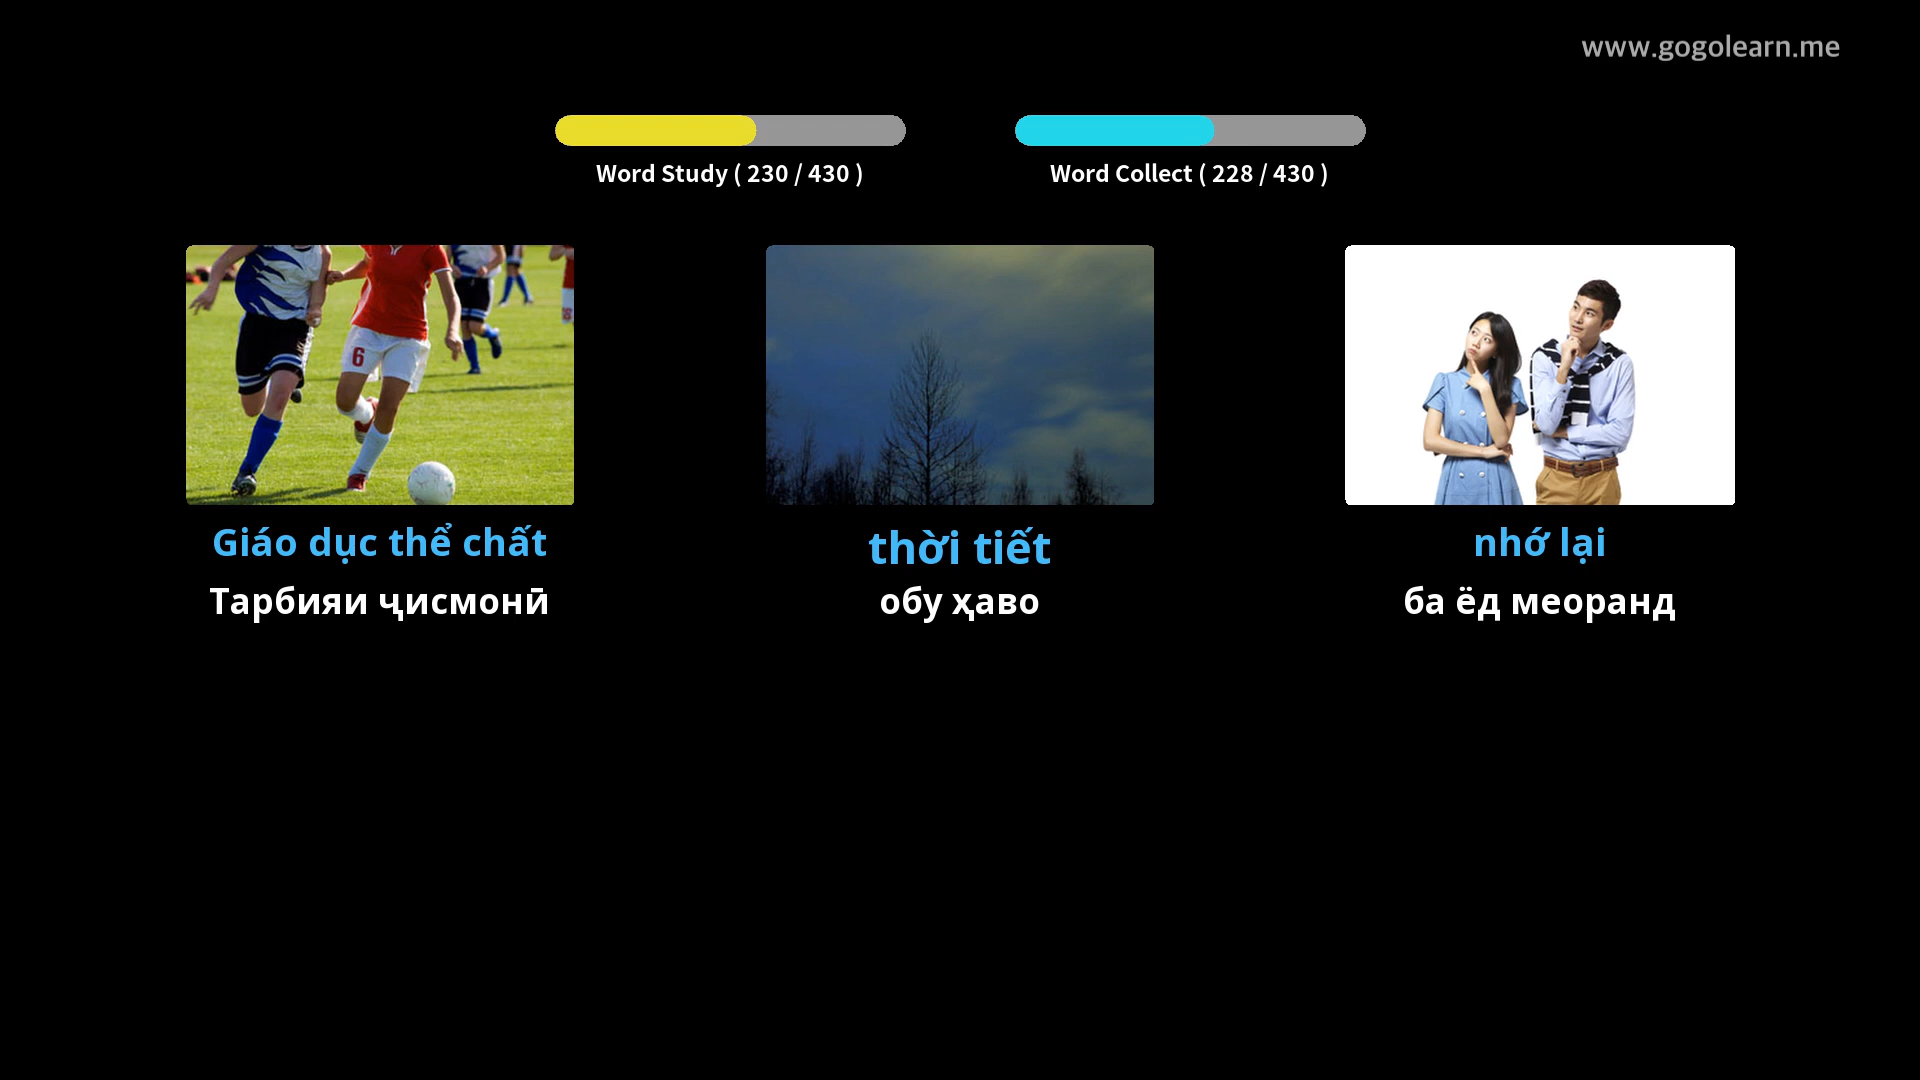 www.gogolearn.me
Word Study ( 230 / 430 )
Word Collect ( 228 / 430 )
6
Giáo dục thể chất
Тарбияи ҷисмонӣ
thời tiết
обу ҳаво
nhớ lại
ба ёд меоранд